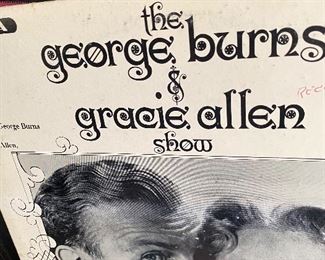 the
george burns
&
gracie allen
show
George Burns
Allen,